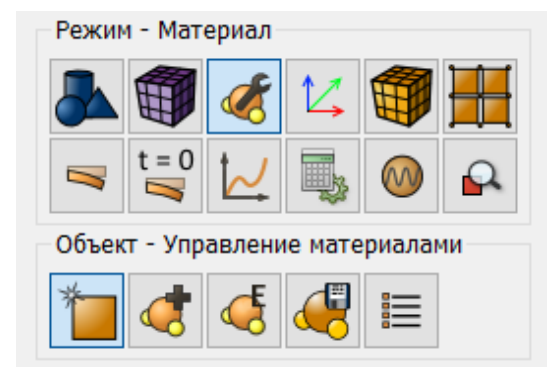 Режим - Материал
t = 0
Объект - Управление материалами
E